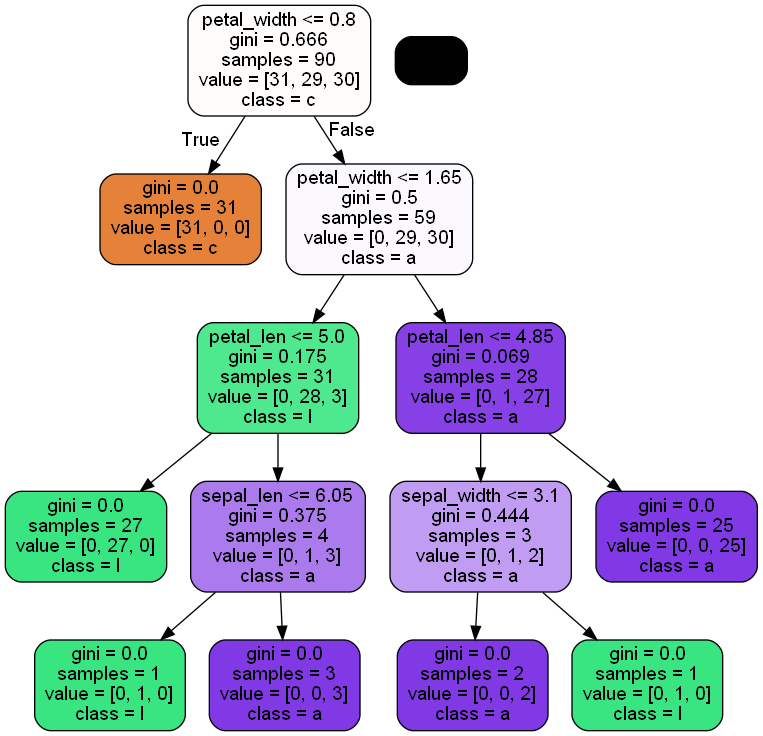 petal_width <= 0.8
gini = 0.666
samples = 90
value = [31, 29, 30]
class = c
True
False
gini = 0.0
samples = 31
value = [31, 0, 0]
class = c
petal_width <= 1.65
gini = 0.5
samples = 59
value = [0, 29, 30]
class = a
petal_len <= 5.0
gini = 0.175
samples = 31
value = [0, 28, 3]
class = l
petal_len <= 4.85
gini = 0.069
samples = 28
value = [0, 1, 27]
class = a
gini = 0.0
samples = 27
value = [0, 27, 0]
class = l
sepal_len <= 6.05
gini = 0.375
samples = 4
value = [0, 1, 3]
class = a
sepal_width <= 3.1
gini = 0.444
samples = 3
value = [0, 1, 2]
class = a
gini = 0.0
samples = 25
value = [0, 0, 25]
class = a
gini = 0.0
samples = 1
value = [0, 1, 0]
class = l
gini = 0.0
samples = 3
value = [0, 0, 3]
class = a
gini = 0.0
samples = 2
value = [0, 0, 2]
class = a
gini = 0.0
samples = 1
value = [0, 1, 0]
class = l